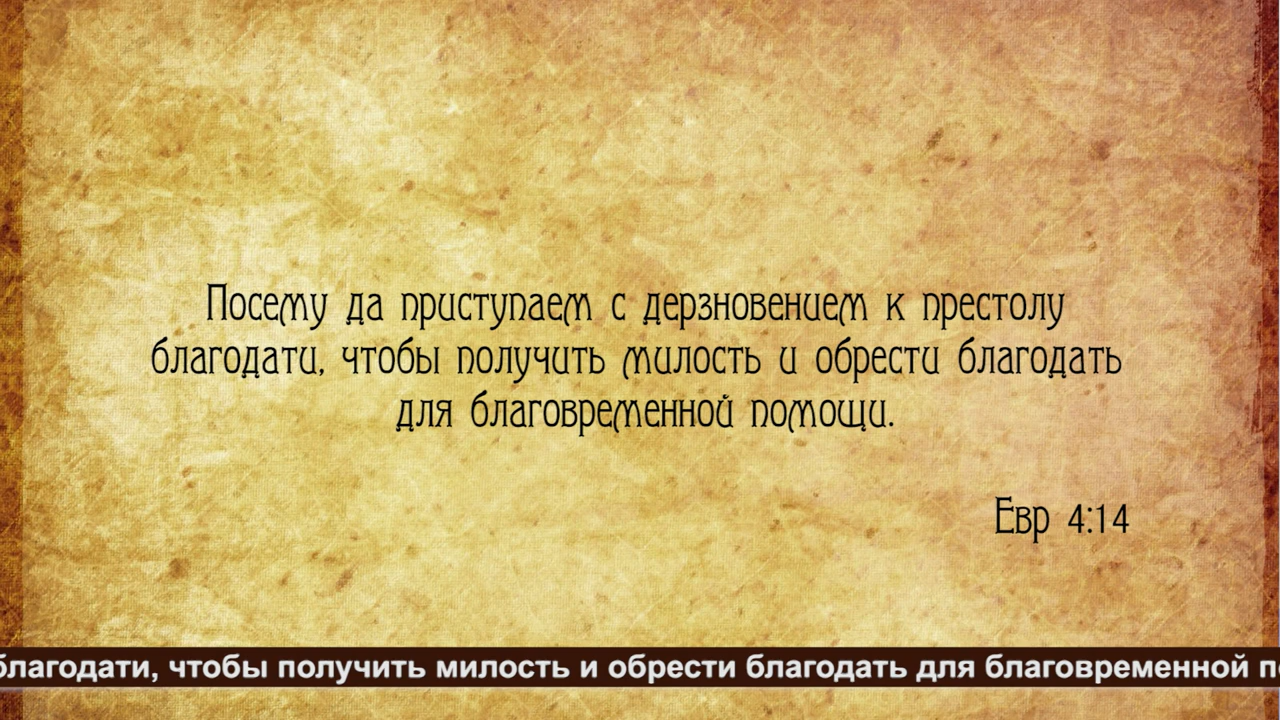 Посему да приступаем с дерзновением к престолу
благодати, чтобы получить милость и обрести благодать
для благовременной помощи.
Евр 4:14
благодати, чтобы получить милость и обрести благодать для благовременной